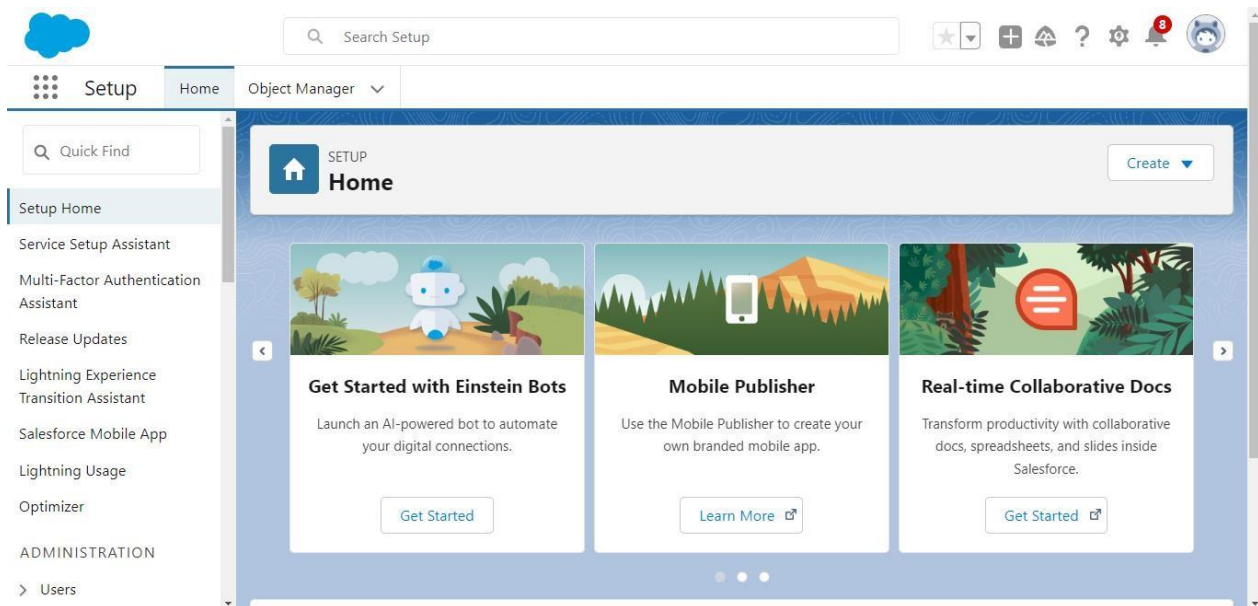 Search Setup
8
Setup
Home
Object Manager
Quick Find
Setup Home
Service Setup Assistant
Multi-Factor Authentication
Assistant
Release Updates
Lightning Experience
Transition Assistant
Salesforce Mobile App
Lightning Usage
Optimizer
ADMINISTRATION
Users
SETUP
Home
Create
Get Started with Einstein Bots
Launch an AI-powered bot to automate
your digital connections.
Get Started
Mobile Publisher
Use the Mobile Publisher to create your
own branded mobile app.
Learn More
Real-time Collaborative Docs
Transform productivity with collaborative
docs, spreadsheets, and slides inside
Salesforce.
Get Started